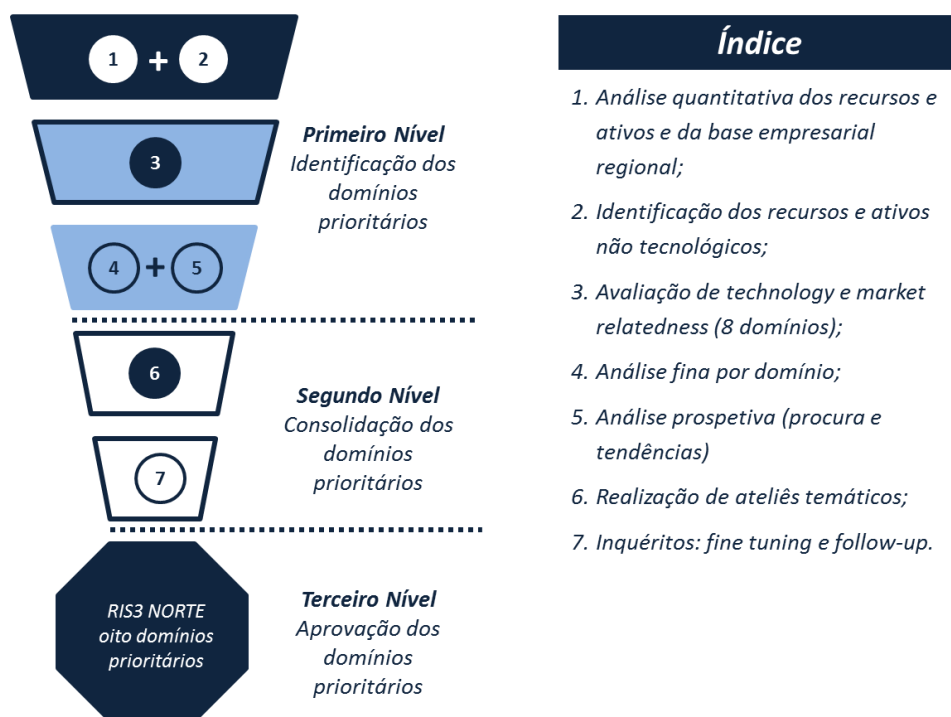 1 + 2
3
4 + 5
Primeiro Nível
Identificação dos
domínios
prioritários
6
7
Segundo Nível
Consolidação dos
domínios
prioritários
RIS3 NORTE
oito domínios
prioritários
Terceiro Nível
Aprovação dos
domínios
prioritários
Índice
1. Análise quantitativa dos recursos e
ativos e da base empresarial
regional;
2. Identificação dos recursos e ativos
não tecnológicos;
3. Avaliação de technology e market
relatedness (8 domínios);
4. Análise fina por domínio;
5. Análise prospetiva (procura e
tendências)
6. Realização de ateliês temáticos;
7. Inquéritos: fine tuning e follow-up.